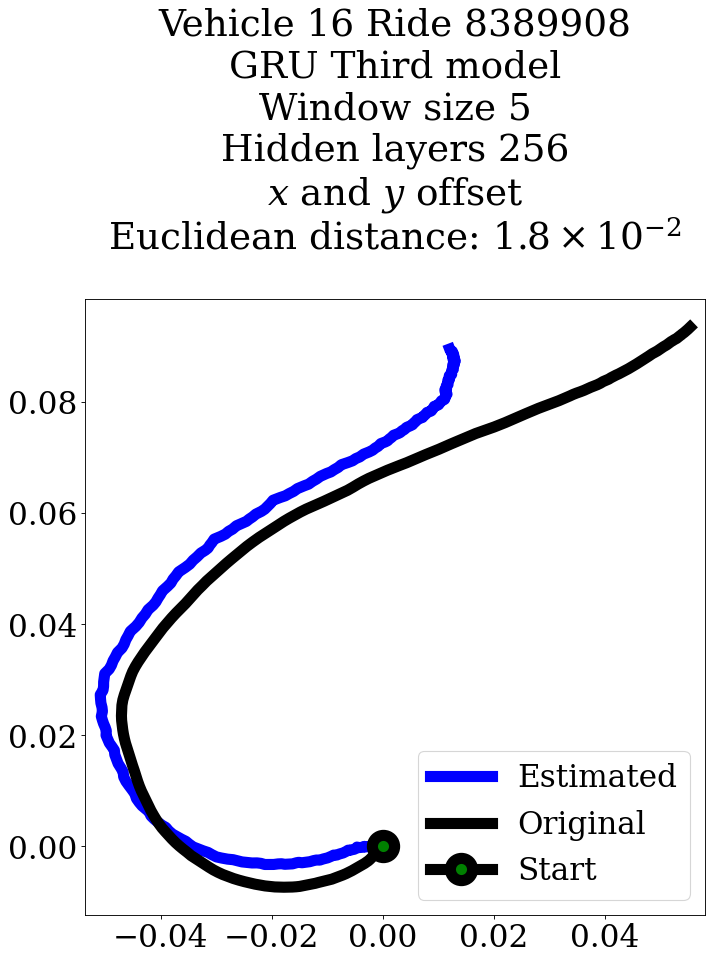 Vehicle 16 Ride 8389908
GRU Third model
Window size 5
Hidden layers 256
x and y offset
Euclidean distance: 1.8 × 10⁻²
0.08
0.06
0.04
0.02
0.00
Estimated
Original
Start
−0.04 −0.02 0.00 0.02 0.04